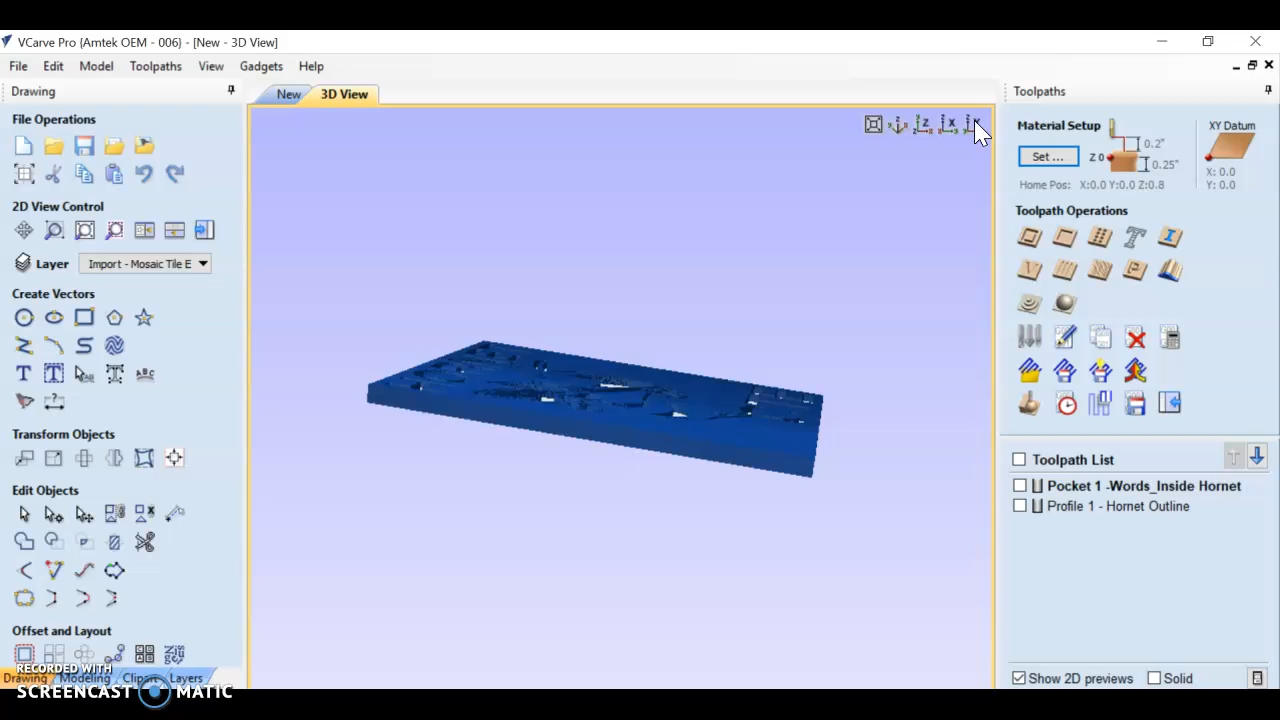 VCarve Pro {Amtek OEM - 006} - [New - 3D View]
File Edit Model Toolpaths View Gadgets Help
Drawing
File Operations
2D View Control
Layer Import - Mosaic Tile E
Create Vectors
Transform Objects
Edit Objects
Offset and Layout
Drawing Modeling Clipart Layers
RECORDED WITH
SCREENCAST MATIC
New 3D View
Toolpaths
Material Setup
Set ...
Z 0
0.2"
0.25"
XY Datum
X: 0.0
Y: 0.0
Home Pos: X:0.0 Y:0.0 Z:0.8
Toolpath Operations
Toolpath List
Pocket 1 -Words_Inside Hornet
Profile 1 - Hornet Outline
Show 2D previews Solid